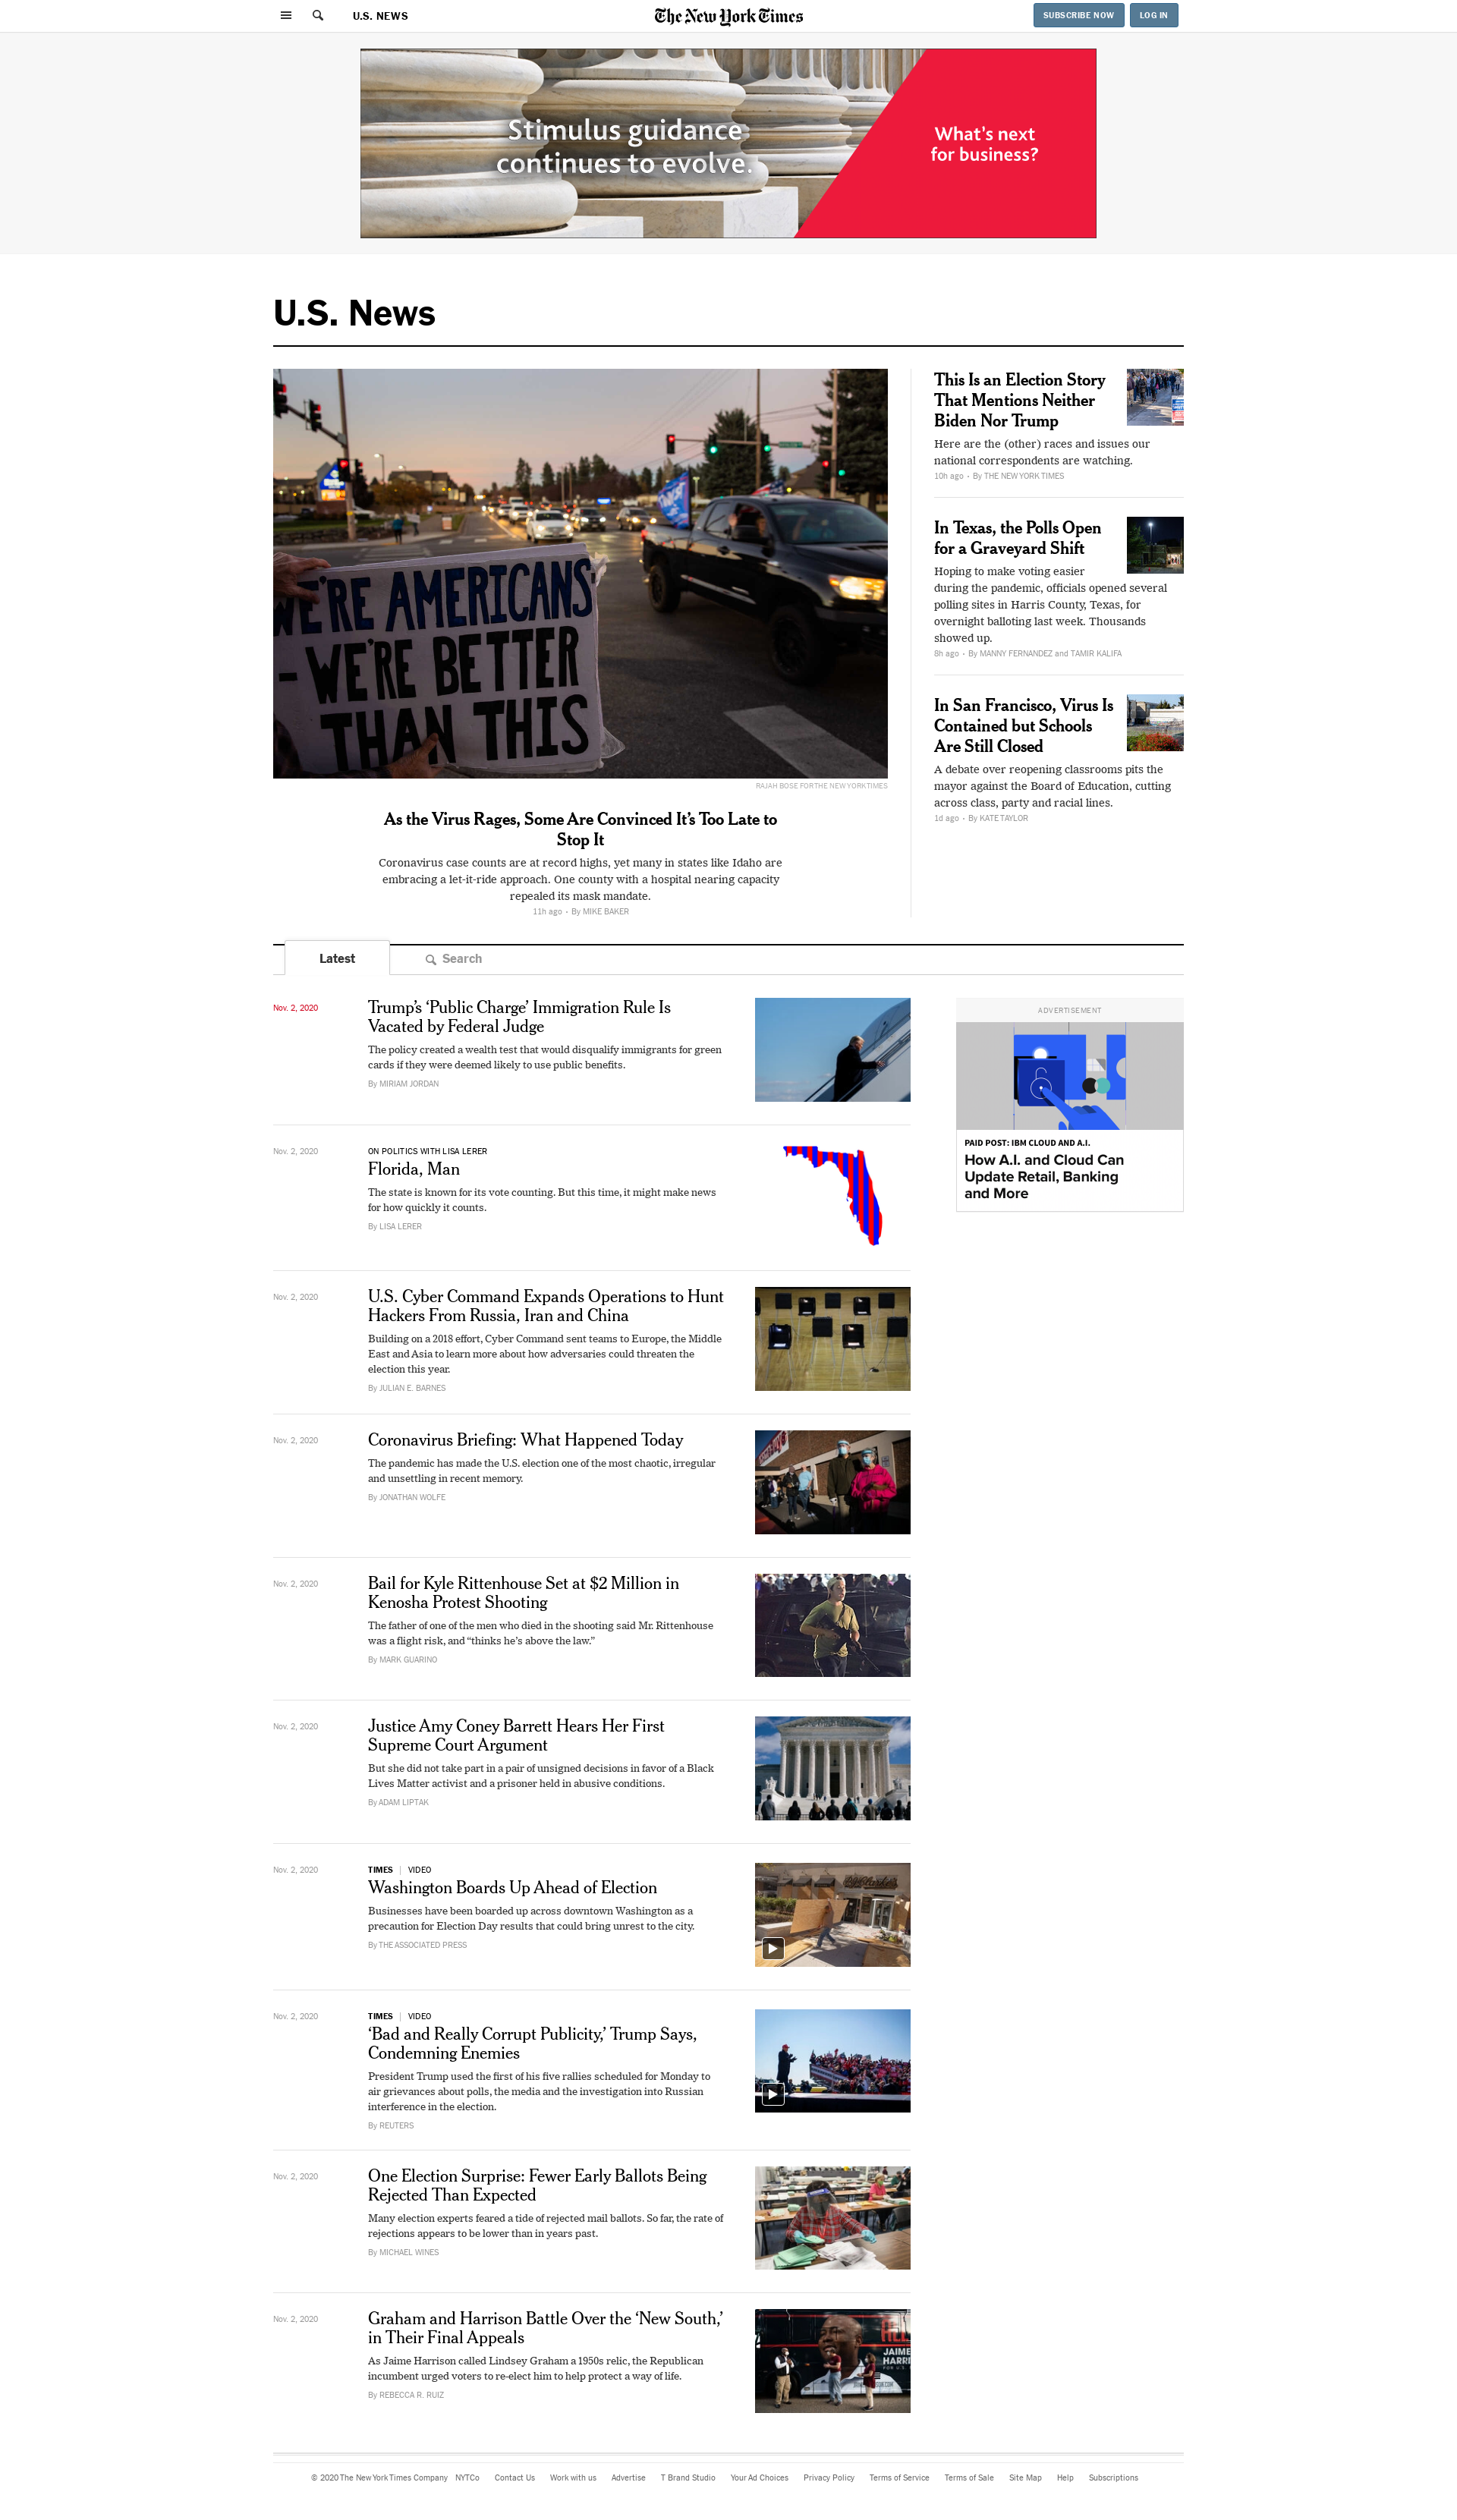 U.S. NEWS
The New York Times
SUBSCRIBE NOW
LOG IN
Stimulus guidance
continues to evolve.
What's next
for business?
U.S. News
WE'RE AMERICANS
– WE'RE BETTER
THAN THIS
RAJAH BOSE FOR THE NEW YORK TIMES
As the Virus Rages, Some Are Convinced It's Too Late to
Stop It
Coronavirus case counts are at record highs, yet many in states like Idaho are
embracing a let-it-ride approach. One county with a hospital nearing capacity
repealed its mask mandate.
11h ago • By MIKE BAKER
This Is an Election Story
That Mentions Neither
Biden Nor Trump
Here are the (other) races and issues our
national correspondents are watching.
10h ago • By THE NEW YORK TIMES
In Texas, the Polls Open
for a Graveyard Shift
Hoping to make voting easier
during the pandemic, officials opened several
polling sites in Harris County, Texas, for
overnight balloting last week. Thousands
showed up.
8h ago • By MANNY FERNANDEZ and TAMIR KALIFA
In San Francisco, Virus Is
Contained but Schools
Are Still Closed
A debate over reopening classrooms pits the
mayor against the Board of Education, cutting
across class, party and racial lines.
1d ago • By KATE TAYLOR
Latest
Search
Nov. 2, 2020
Trump's ‘Public Charge’ Immigration Rule Is
Vacated by Federal Judge
The policy created a wealth test that would disqualify immigrants for green
cards if they were deemed likely to use public benefits.
By MIRIAM JORDAN
ADVERTISEMENT
PAID POST: IBM CLOUD AND A.I.
How A.I. and Cloud Can
Update Retail, Banking
and More
Nov. 2, 2020
ON POLITICS WITH LISA LERER
Florida, Man
The state is known for its vote counting. But this time, it might make news
for how quickly it counts.
By LISA LERER
Nov. 2, 2020
U.S. Cyber Command Expands Operations to Hunt
Hackers From Russia, Iran and China
Building on a 2018 effort, Cyber Command sent teams to Europe, the Middle
East and Asia to learn more about how adversaries could threaten the
election this year.
By JULIAN E. BARNES
Nov. 2, 2020
Coronavirus Briefing: What Happened Today
The pandemic has made the U.S. election one of the most chaotic, irregular
and unsettling in recent memory.
By JONATHAN WOLFE
Nov. 2, 2020
Bail for Kyle Rittenhouse Set at $2 Million in
Kenosha Protest Shooting
The father of one of the men who died in the shooting said Mr. Rittenhouse
was a flight risk, and “thinks he’s above the law.”
By MARK GUARINO
Nov. 2, 2020
Justice Amy Coney Barrett Hears Her First
Supreme Court Argument
But she did not take part in a pair of unsigned decisions in favor of a Black
Lives Matter activist and a prisoner held in abusive conditions.
By ADAM LIPTAK
Nov. 2, 2020
TIMES | VIDEO
Washington Boards Up Ahead of Election
Businesses have been boarded up across downtown Washington as a
precaution for Election Day results that could bring unrest to the city.
By THE ASSOCIATED PRESS
Nov. 2, 2020
TIMES | VIDEO
‘Bad and Really Corrupt Publicity,’ Trump Says,
Condemning Enemies
President Trump used the first of his five rallies scheduled for Monday to
air grievances about polls, the media and the investigation into Russian
interference in the election.
By REUTERS
Nov. 2, 2020
One Election Surprise: Fewer Early Ballots Being
Rejected Than Expected
Many election experts feared a tide of rejected mail ballots. So far, the rate of
rejections appears to be lower than in years past.
By MICHAEL WINES
Nov. 2, 2020
Graham and Harrison Battle Over the ‘New South,’
in Their Final Appeals
As Jaime Harrison called Lindsey Graham a 1950s relic, the Republican
incumbent urged voters to re-elect him to help protect a way of life.
By REBECCA R. RUIZ
JAIME
HARRI
© 2020 The New York Times Company NYTCo Contact Us Work with us Advertise T Brand Studio Your Ad Choices Privacy Policy Terms of Service Terms of Sale Site Map Help Subscriptions